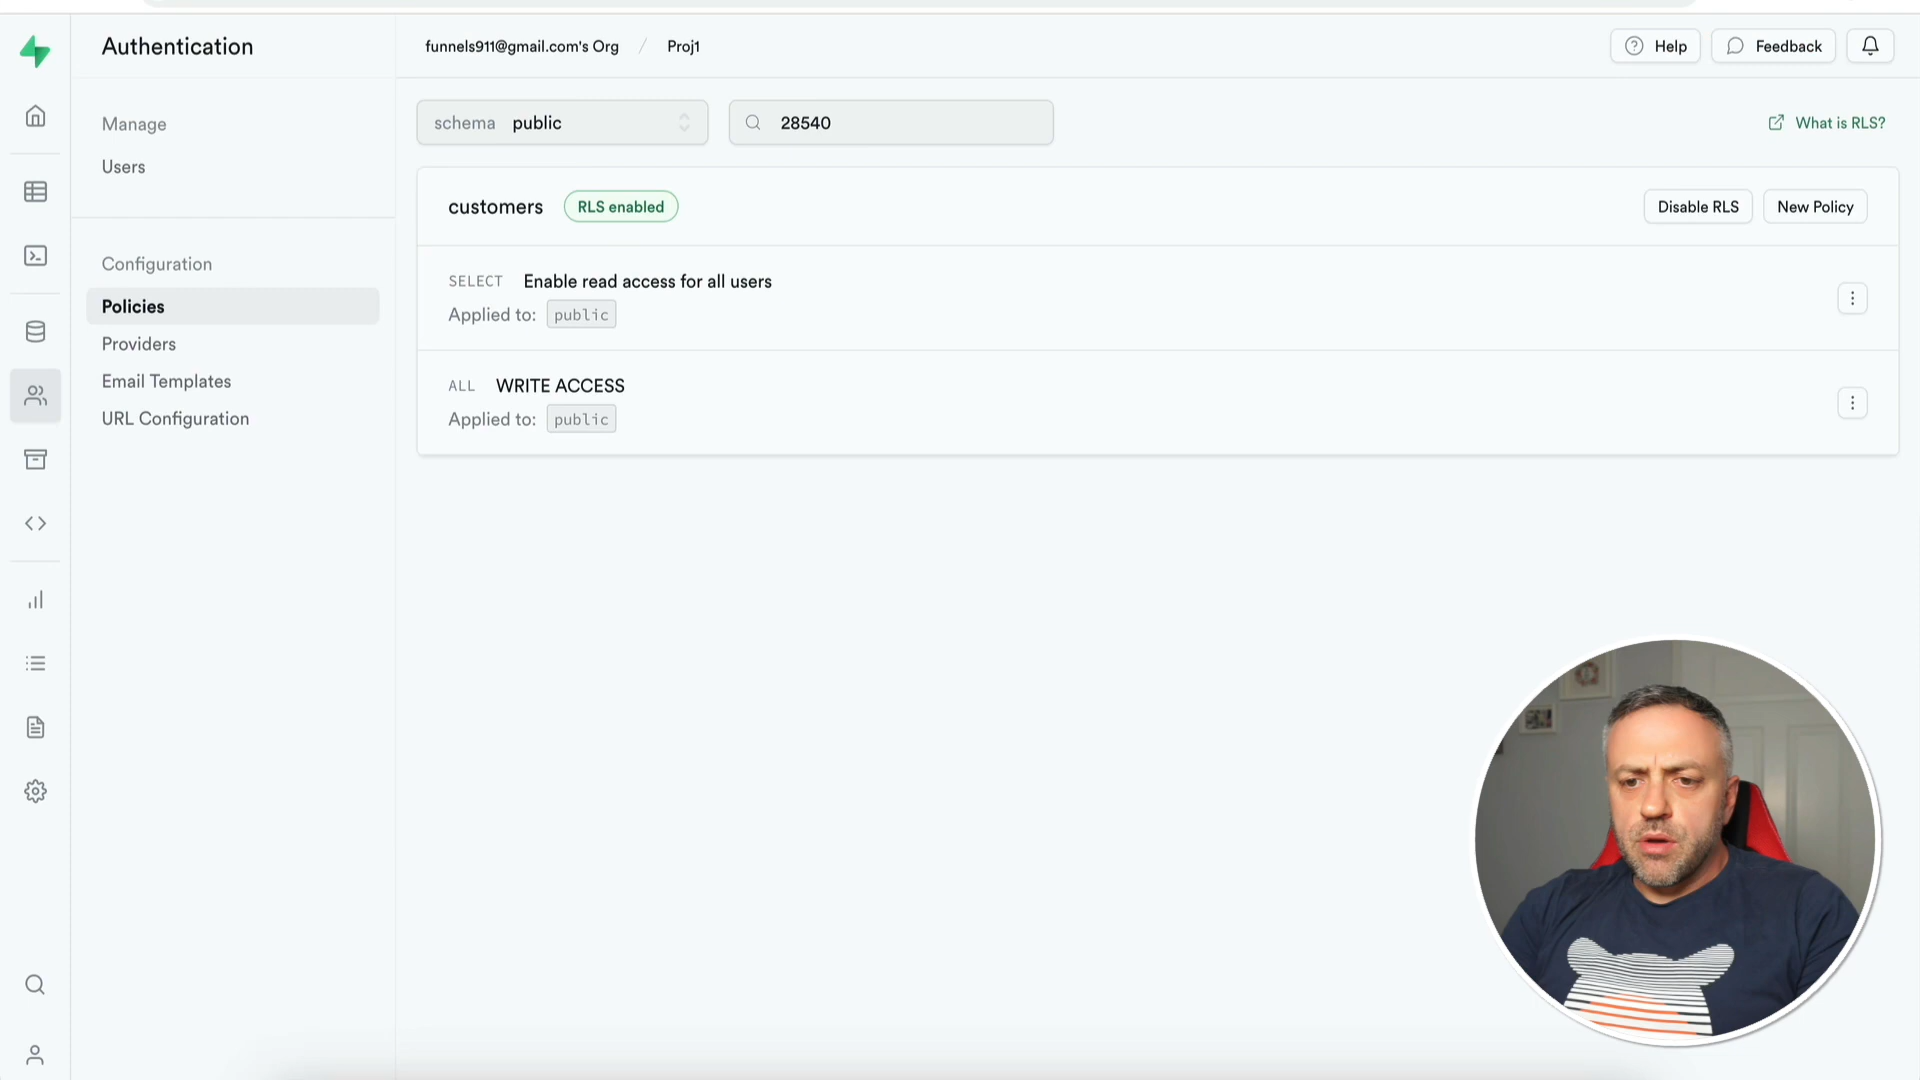 Authentication
funnels911@gmail.com's Org / Proj1
Help
Feedback
Manage
Users
Configuration
Policies
Providers
Email Templates
URL Configuration
schema public
28540
What is RLS?
customers RLS enabled
Disable RLS
New Policy
SELECT Enable read access for all users
Applied to: public
ALL WRITE ACCESS
Applied to: public